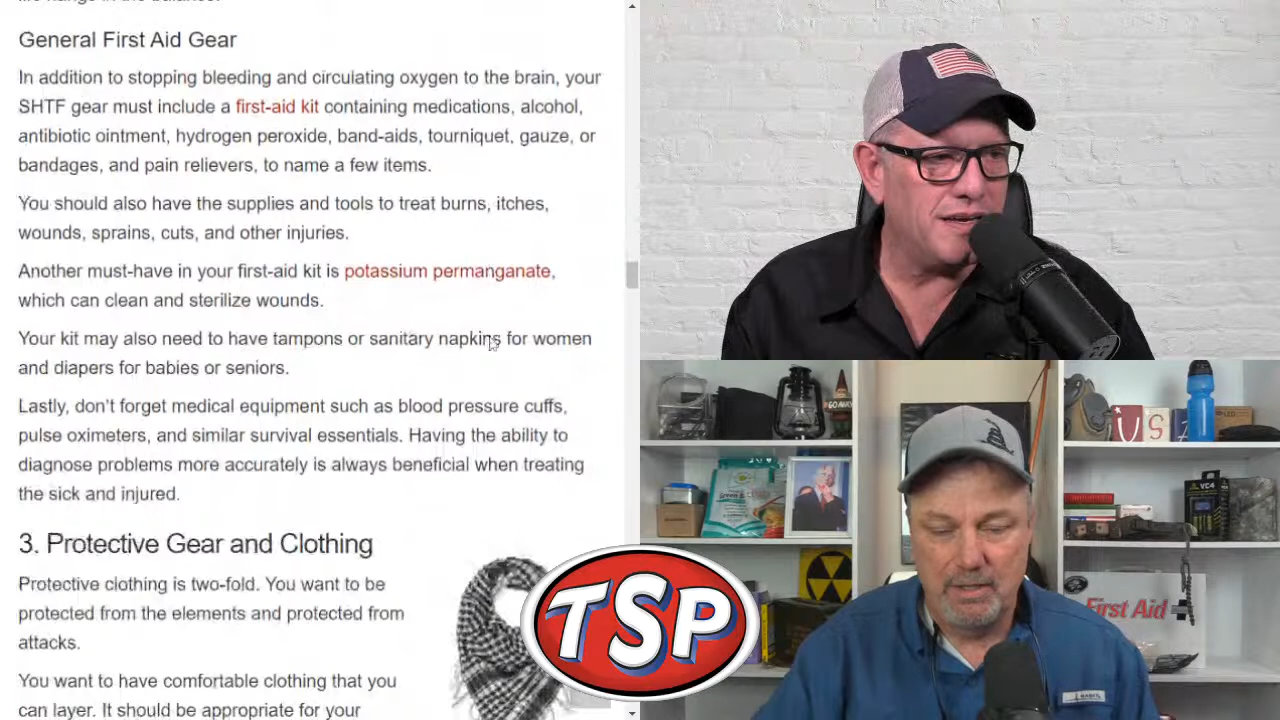 General First Aid Gear
In addition to stopping bleeding and circulating oxygen to the brain, your
SHTF gear must include a first-aid kit containing medications, alcohol,
antibiotic ointment, hydrogen peroxide, band-aids, tourniquet, gauze, or
bandages, and pain relievers, to name a few items.
You should also have the supplies and tools to treat burns, itches,
wounds, sprains, cuts, and other injuries.
Another must-have in your first-aid kit is potassium permanganate,
which can clean and sterilize wounds.
Your kit may also need to have tampons or sanitary napkins for women
and diapers for babies or seniors.
Lastly, don't forget medical equipment such as blood pressure cuffs,
pulse oximeters, and similar survival essentials. Having the ability to
diagnose problems more accurately is always beneficial when treating
the sick and injured.
3. Protective Gear and Clothing
Protective clothing is two-fold. You want to be
protected from the elements and protected from
attacks.
You want to have comfortable clothing that you
can layer. It should be appropriate for your
TSP
GO AWAY
U S A
VC4
First Aid